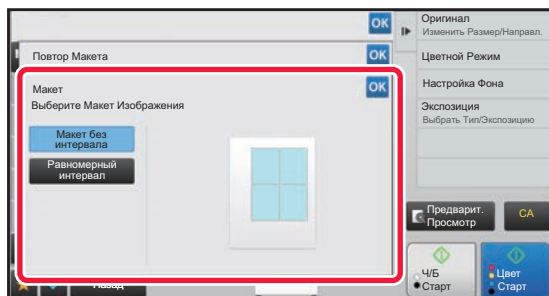 OK
Повтор Макета
OK
Макет
OK
Выберите Макет Изображения
Макет без
интервала
Равномерный
интервал
Назад
Оригинал
Изменить Размер/Направл.
Цветной Режим
Настройка Фона
Экспозиция
Выбрать Тип/Экспозицию
Предварит.
Просмотр
CA
Ч/Б
Старт
Цвет
Старт